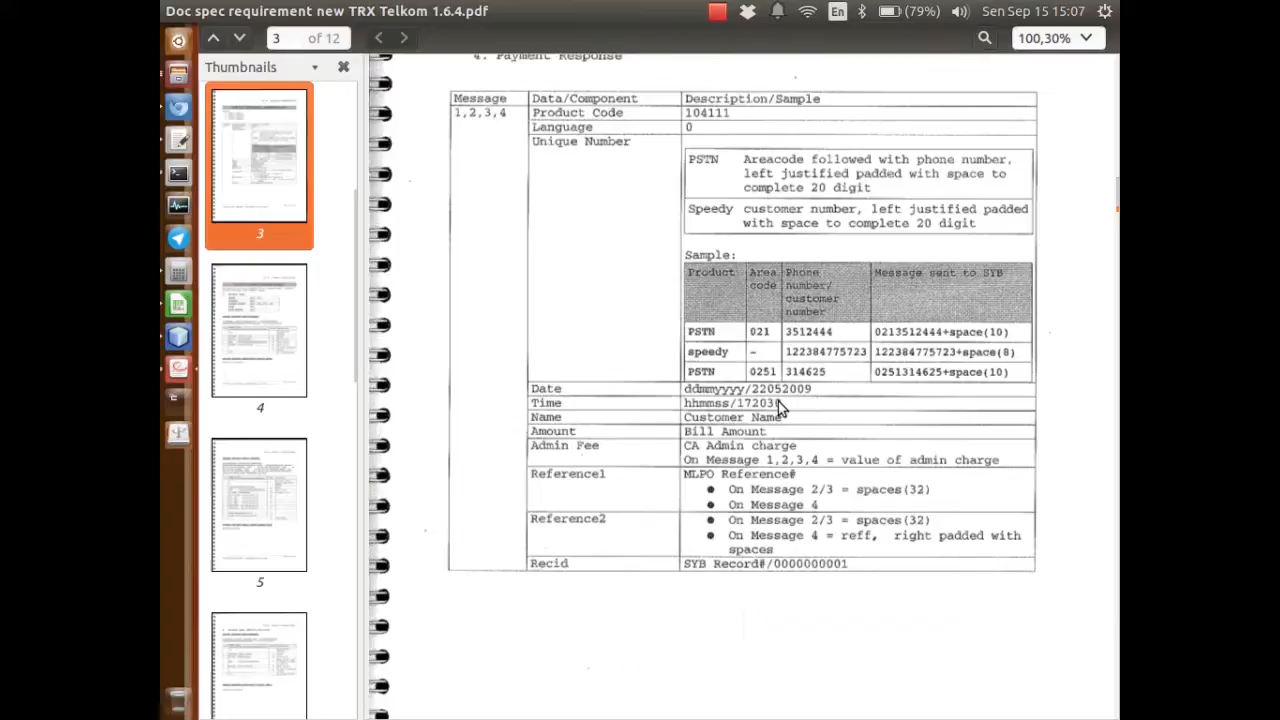 Doc spec requirement new TRX Telkom 1.6.4.pdf
En
(79%)
Sen Sep 15 15:07
3 of 12
100,30%
Thumbnails
3
4
5
4. Payment Response
Message Data/Component Description/Sample
1,2,3,4 Product Code 104111
Language 0
Unique Number
PSTN Areacode followed with phone number,
left justified padded with space to
complete 20 digit
Speedy customer number, left justified padded
with space to complete 20 digit
Sample:
Product Area Phone Message sent to SYB
code number/
customer
number
PSTN 021 3512444 0213512444+space(10)
speedy - 122384775723 122384775723+space(8)
PSTN 0251 314625 0251314625+space(10)
Date ddmmyyyy/22052009
Time hhmmss/172030
Name Customer Name
Amount Bill Amount
Admin Fee CA Admin charge
On Message 1,2,3,4 = value of admin charge
Reference1 MLPO Reference#
● On Message 2/3 = spaces(32)
● On Message 4
Reference2 ● On Message 2/3 = spaces(32)
● On Message 4 = reff, right padded with
spaces
Recid SYB Record#/0000000001